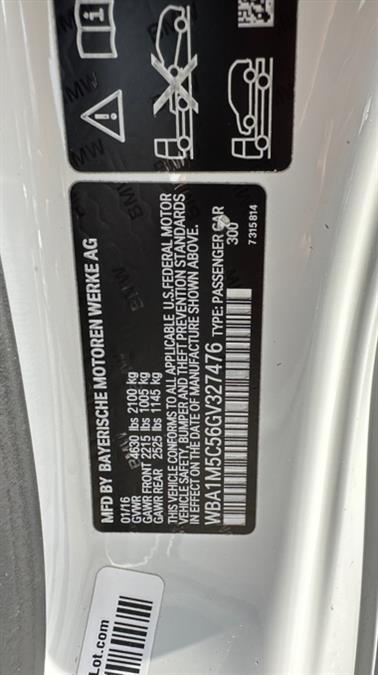 MFD BY BAYERISCHE MOTOREN WERKE AG
01/16
GVWR 4630 lbs 2100 kg
GAWR FRONT 2215 lbs 1005 kg
GAWR REAR 2525 lbs 1145 kg
THIS VEHICLE CONFORMS TO ALL APPLICABLE U.S.FEDERAL MOTOR
VEHICLE SAFETY, BUMPER AND THEFT PREVENTION STANDARDS
IN EFFECT ON THE DATE OF MANUFACTURE SHOWN ABOVE.
WBA1M5C56GV327476 TYPE: PASSENGER CAR
300
7 315 814
Lot.com